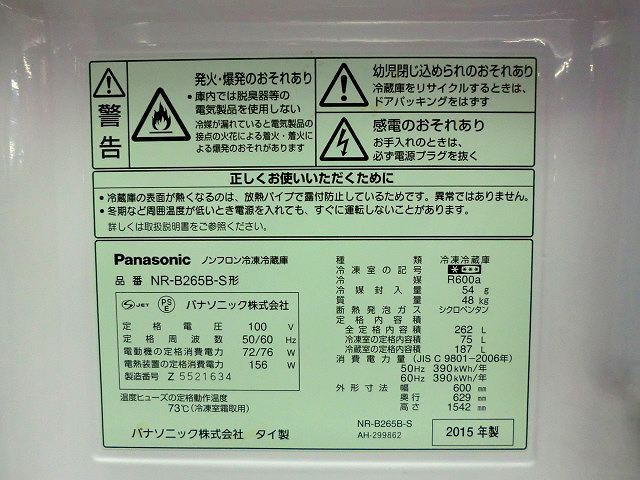 警告
発火・爆発のおそれあり
・庫内では脱臭器等の
電気製品を使用しない
冷媒が漏れていると電気製品の
接点の火花による着火・着火に
よる爆発のおそれがあります
幼児閉じ込められのおそれあり
冷蔵庫をリサイクルするときは、
ドアパッキングをはずす
感電のおそれあり
お手入れのときは、
必ず電源プラグを抜く
正しくお使いいただくために
・冷蔵庫の表面が熱くなるのは、放熱パイプで露付防止しているためです。異常ではありません。
・冬期など周囲温度が低いとき電源を入れても、すぐに運転しないことがあります。
詳しくは取扱説明書をご参照ください。
Panasonic ノンフロン冷凍冷蔵庫
品番 NR-B265B-S形
S JET PSE パナソニック株式会社
定格電圧 100 V
定格周波数 50/60 Hz
電動機の定格消費電力 72/76 W
電熱装置の定格消費電力 156 W
製造番号 Z 5521634
温度ヒューズの定格動作温度
73℃(冷凍室霜取用)
パナソニック株式会社 タイ製
種類 冷凍冷蔵庫
冷凍室の記号
冷媒 R600a
冷媒封入量 54 g
質量 48 kg
断熱発泡ガス シクロペンタン
定格内容積
全定格内容積 262 L
冷凍室の定格内容積 75 L
冷蔵室の定格内容積 187 L
消費電力量(JIS C 9801-2006年)
50Hz 390 kWh/年
60Hz 390 kWh/年
外形寸法 幅 600 mm
奥行 629 mm
高さ 1542 mm
NR-B265B-S
AH-299862
2015年製